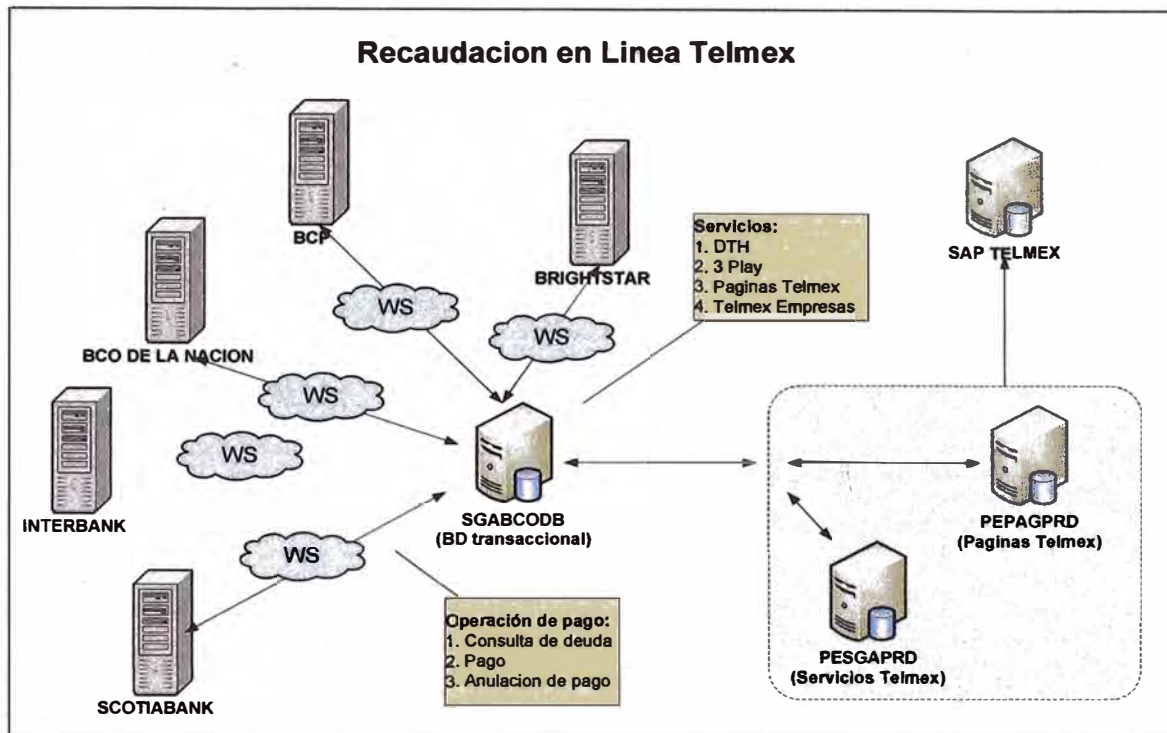 Recaudacion en Linea Telmex
BCP
BRIGHTSTAR
Servicios:
1. DTH
2. 3 Play
3. Paginas Telmex
4. Telmex Empresas
SAP TELMEX
WS
WS
BCO DE LA NACION
WS
WS
INTERBANK
SGABCODB
(BD transaccional)
PEPAGPRD
(Paginas Telmex)
WS
Operación de pago:
1. Consulta de deuda
2. Pago
3. Anulacion de pago
PESGAPRD
(Servicios Telmex)
SCOTIABANK